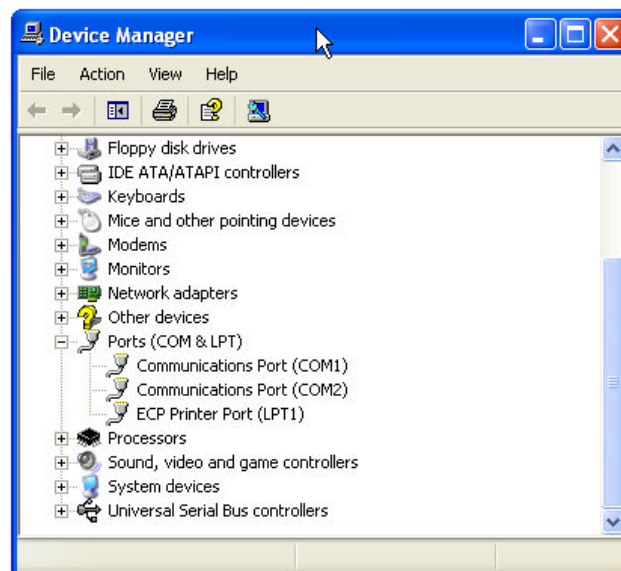 Device Manager
File Action View Help
Floppy disk drives
IDE ATA/ATAPI controllers
Keyboards
Mice and other pointing devices
Modems
Monitors
Network adapters
Other devices
Ports (COM & LPT)
Communications Port (COM1)
Communications Port (COM2)
ECP Printer Port (LPT1)
Processors
Sound, video and game controllers
System devices
Universal Serial Bus controllers